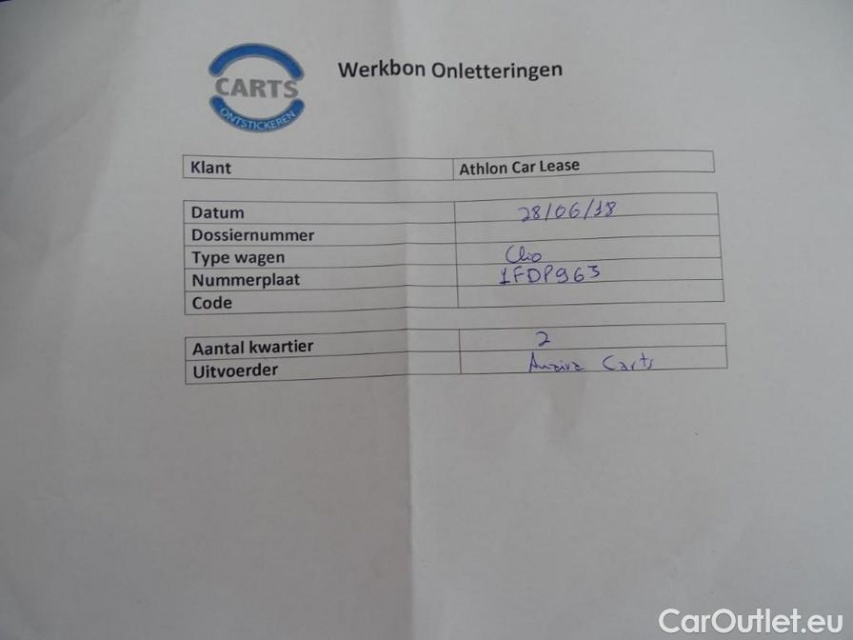 CARTS
ONTSTICKEREN
Werkbon Onletteringen
Klant Athlon Car Lease
Datum 28/06/18
Dossiernummer
Type wagen Clio
Nummerplaat 1FDP963
Code
Aantal kwartier 2
Uitvoerder Carts
CarOutlet.eu